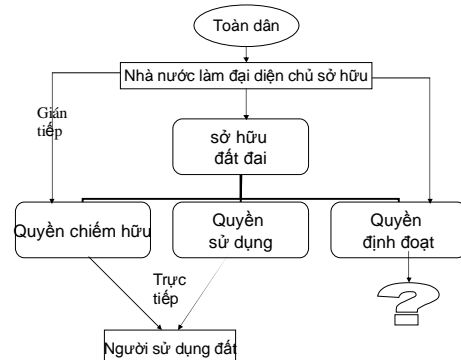 Toàn dân
Nhà nước làm đại diện chủ sở hữu
Gián
tiếp
sở hữu
đất đai
Quyền chiếm hữu
Quyền
sử dụng
Quyền
định đoạt
Trực
tiếp
?
Người sử dụng đất